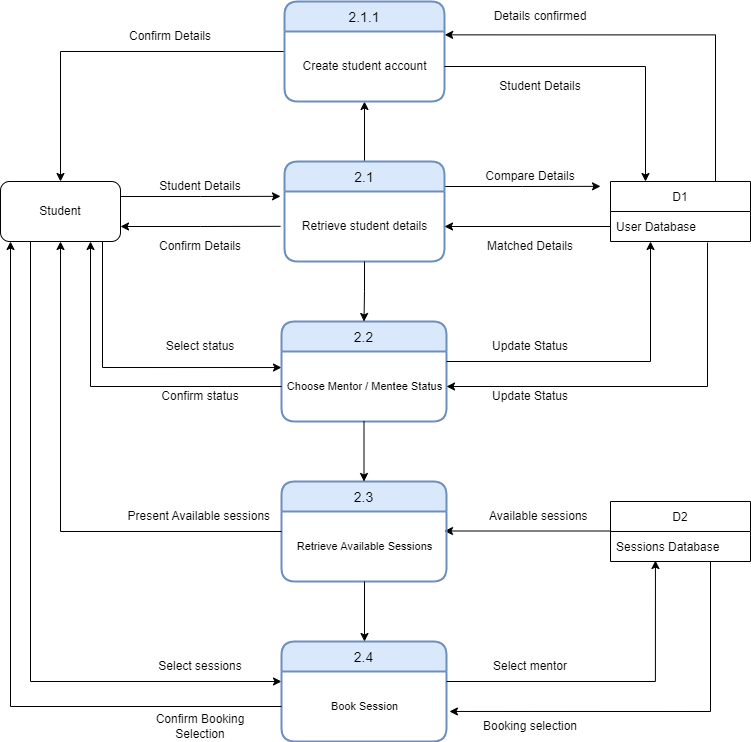 2.1.1
Details confirmed
Confirm Details
Create student account
Student Details
2.1
Student Details
Compare Details
D1
Student
Retrieve student details
User Database
Confirm Details
Matched Details
2.2
Select status
Update Status
Choose Mentor / Mentee Status
Confirm status
Update Status
2.3
Present Available sessions
Available sessions
D2
Retrieve Available Sessions
Sessions Database
2.4
Select sessions
Select mentor
Book Session
Confirm Booking
Selection
Booking selection